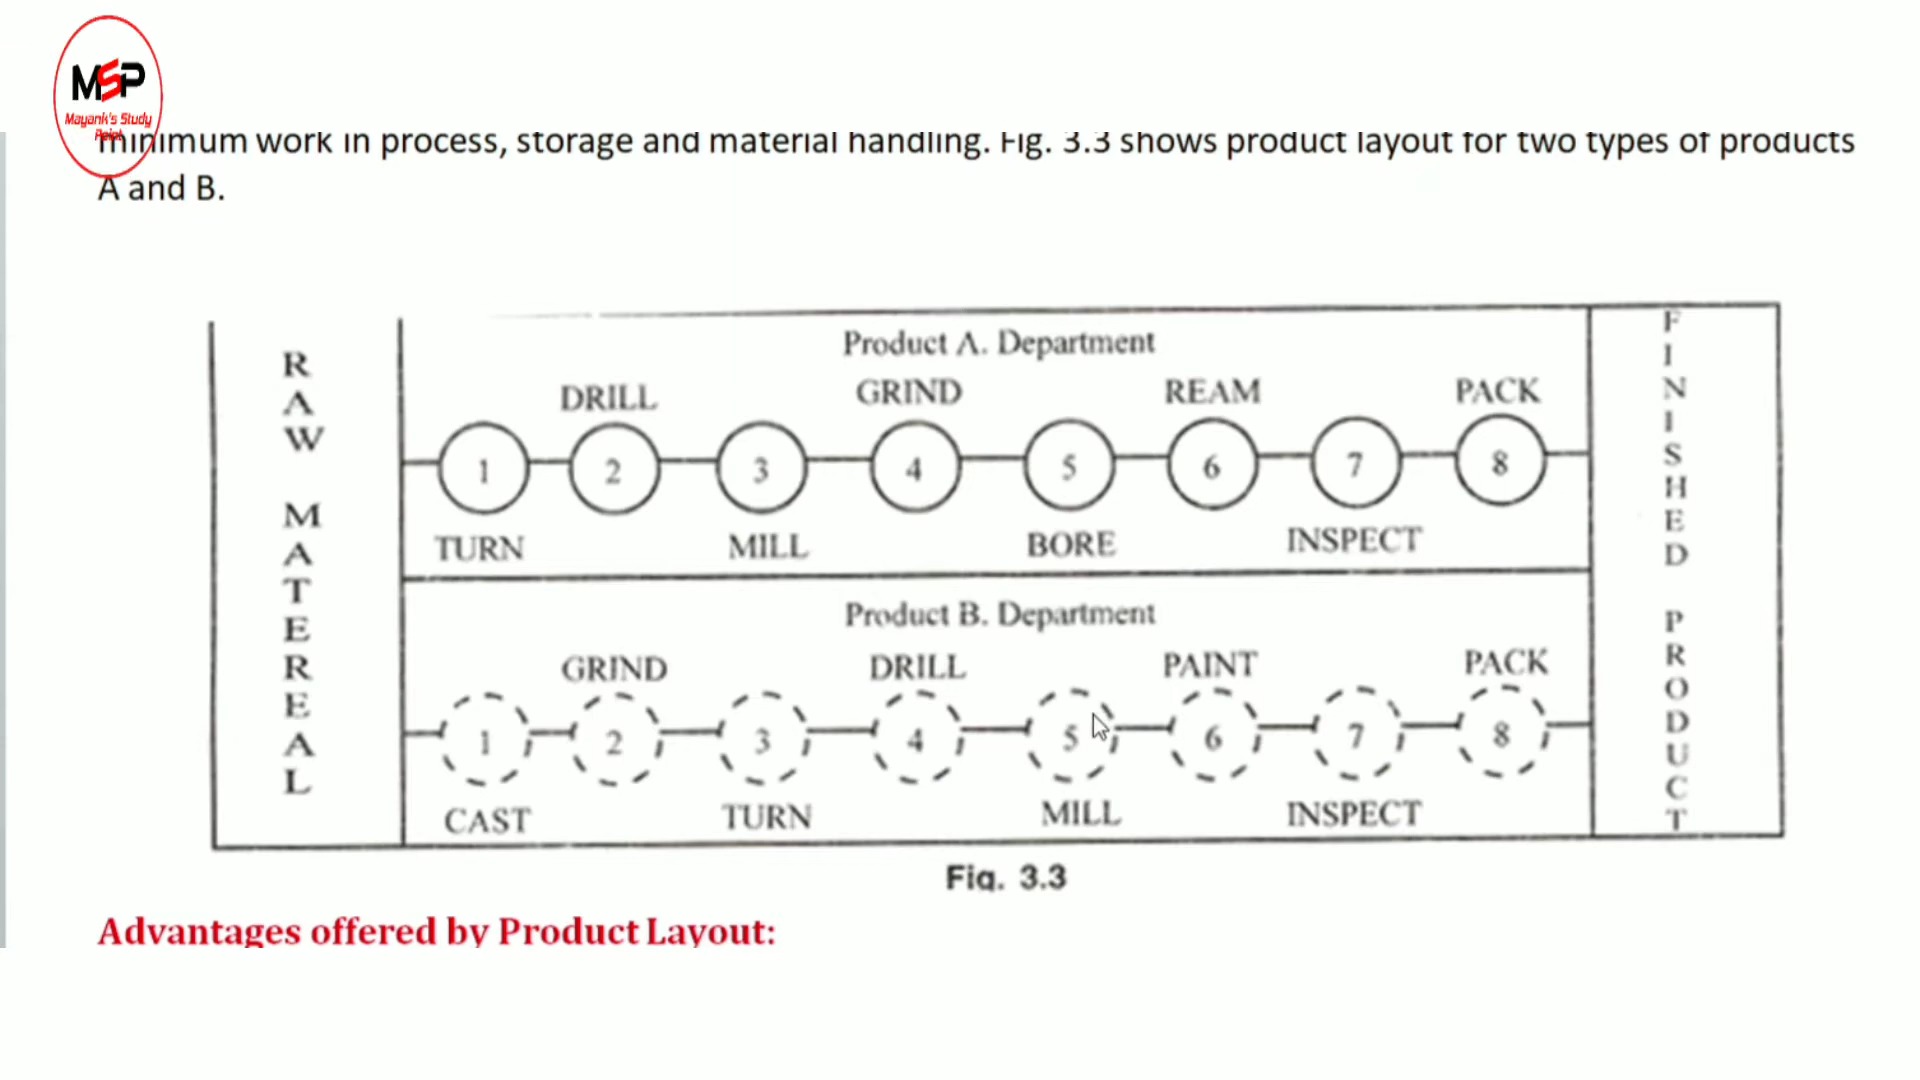 MSP
Mayank's Study
Point
minimum work in process, storage and material handling. Fig. 3.3 shows product layout for two types of products
A and B.
RAW MATEREAL
Product A. Department
DRILL GRIND REAM PACK
1 2 3 4 5 6 7 8
TURN MILL BORE INSPECT
Product B. Department
GRIND DRILL PAINT PACK
1 2 3 4 5 6 7 8
CAST TURN MILL INSPECT
FINISHED PRODUCT
Fig. 3.3
Advantages offered by Product Layout: